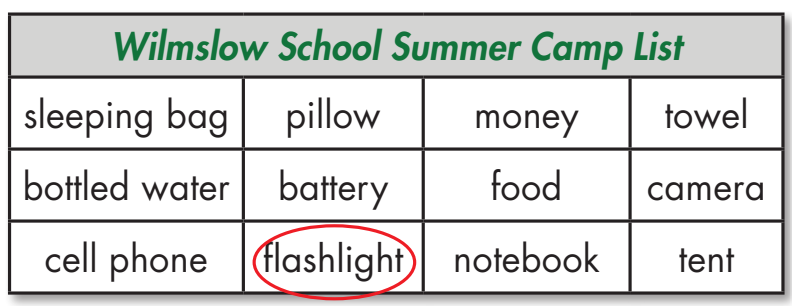 Wilmslow School Summer Camp List
sleeping bag pillow money towel
bottled water battery food camera
cell phone flashlight notebook tent